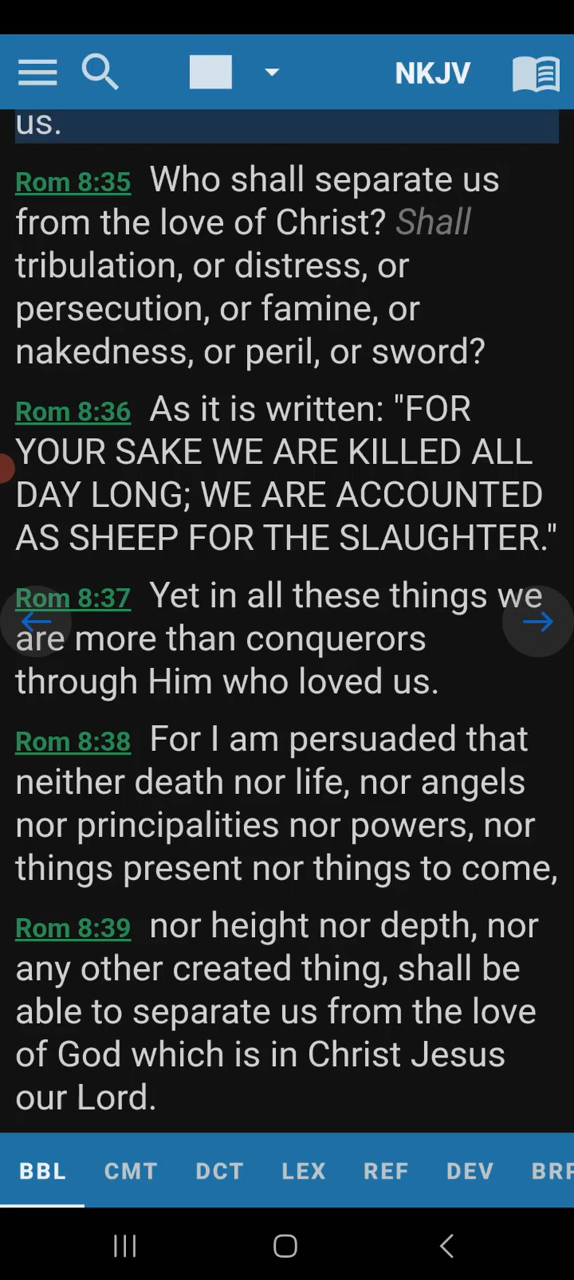 NKJV
us.
Rom 8:35 Who shall separate us
from the love of Christ? Shall
tribulation, or distress, or
persecution, or famine, or
nakedness, or peril, or sword?
Rom 8:36 As it is written: "FOR
YOUR SAKE WE ARE KILLED ALL
DAY LONG; WE ARE ACCOUNTED
AS SHEEP FOR THE SLAUGHTER."
Rom 8:37 Yet in all these things we
are more than conquerors
through Him who loved us.
Rom 8:38 For I am persuaded that
neither death nor life, nor angels
nor principalities nor powers, nor
things present nor things to come,
Rom 8:39 nor height nor depth, nor
any other created thing, shall be
able to separate us from the love
of God which is in Christ Jesus
our Lord.
BBL CMT DCT LEX REF DEV BRP